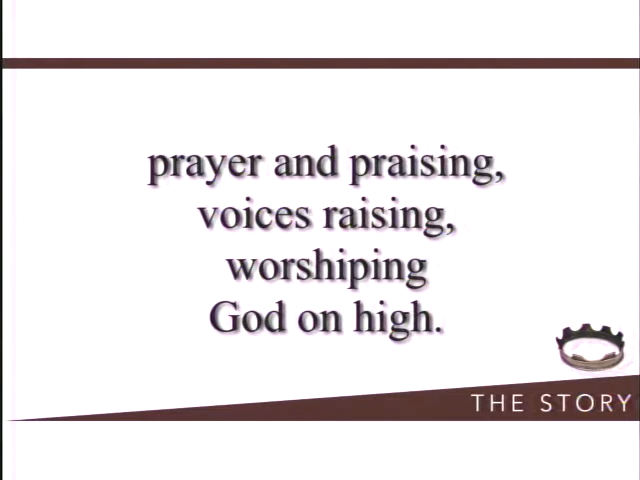 prayer and praising,
voices raising,
worshiping
God on high.
THE STORY